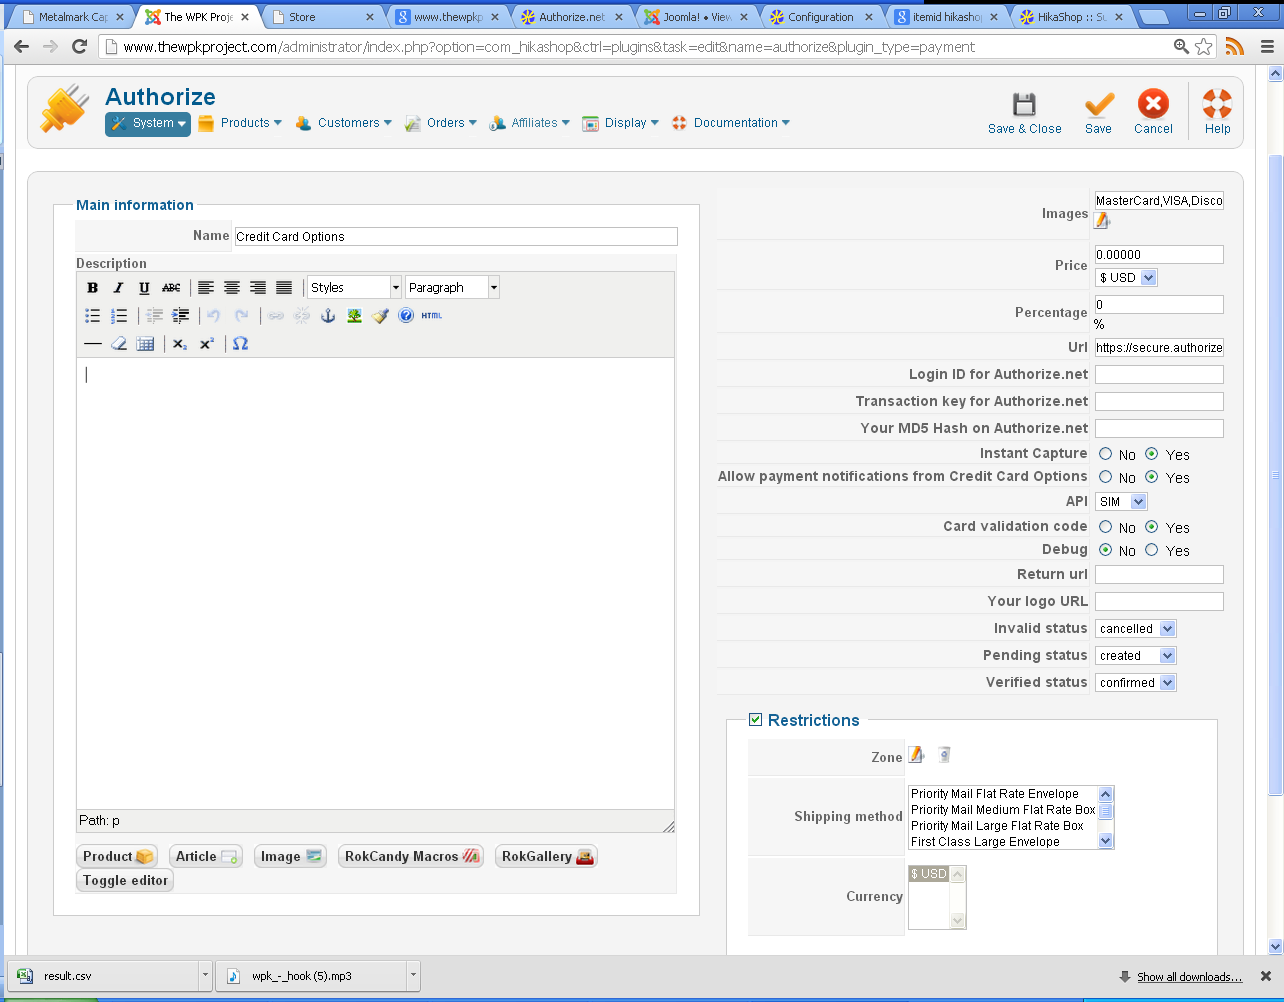 Metalmark Ca
The WPK Proje
Store
www.thewpkp
Authorize.net
Joomla! • View
Configuration
itemid hikashop
HikaShop :: Su
www.thewpkproject.com/administrator/index.php?option=com_hikashop&ctrl=plugins&task=edit&name=authorize&plugin_type=payment
Authorize
System
Products
Customers
Orders
Affiliates
Display
Documentation
Save & Close
Save
Cancel
Help
Main information
Name
Credit Card Options
Description
B I U ABC
Styles
Paragraph
HTML
x₂ x² Ω
Path: p
Product
Article
Image
RokCandy Macros
RokGallery
Toggle editor
Images
MasterCard,VISA,Disco
Price
0.00000
$ USD
Percentage
0
%
Url
https://secure.authorize
Login ID for Authorize.net
Transaction key for Authorize.net
Your MD5 Hash on Authorize.net
Instant Capture No Yes
Allow payment notifications from Credit Card Options No Yes
API SIM
Card validation code No Yes
Debug No Yes
Return url
Your logo URL
Invalid status cancelled
Pending status created
Verified status confirmed
Restrictions
Zone
Shipping method
Priority Mail Flat Rate Envelope
Priority Mail Medium Flat Rate Box
Priority Mail Large Flat Rate Box
First Class Large Envelope
Currency
$ USD
result.csv
wpk_-_hook (5).mp3
Show all downloads...